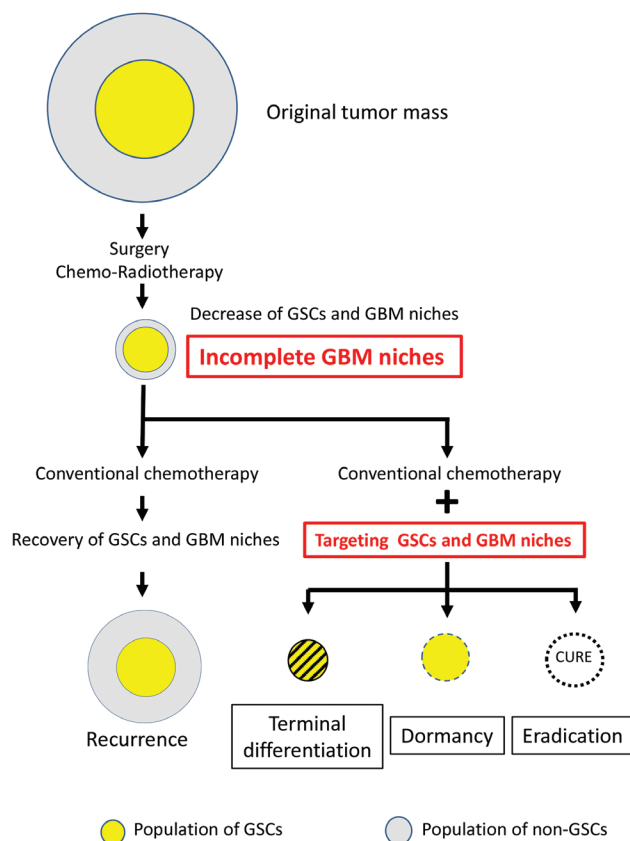 Original tumor mass
Surgery
Chemo-Radiotherapy
Decrease of GSCs and GBM niches
Incomplete GBM niches
Conventional chemotherapy
Recovery of GSCs and GBM niches
Recurrence
Conventional chemotherapy
+
Targeting GSCs and GBM niches
CURE
Terminal
differentiation
Dormancy
Eradication
Population of GSCs
Population of non-GSCs